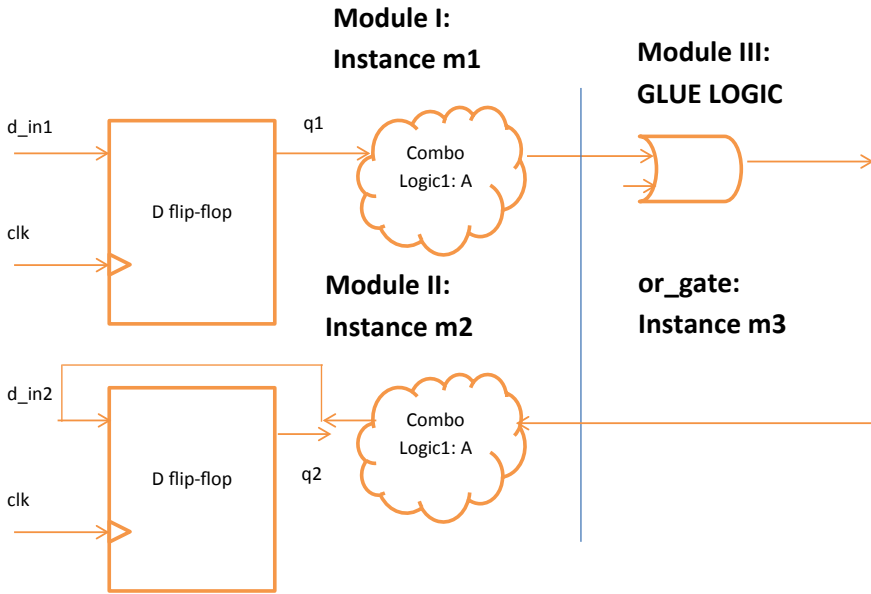 Module I:
Instance m1
Module III:
GLUE LOGIC
d_in1
q1
Combo
Logic1: A
D flip-flop
clk
Module II:
Instance m2
or_gate:
Instance m3
d_in2
Combo
Logic1: A
D flip-flop
q2
clk